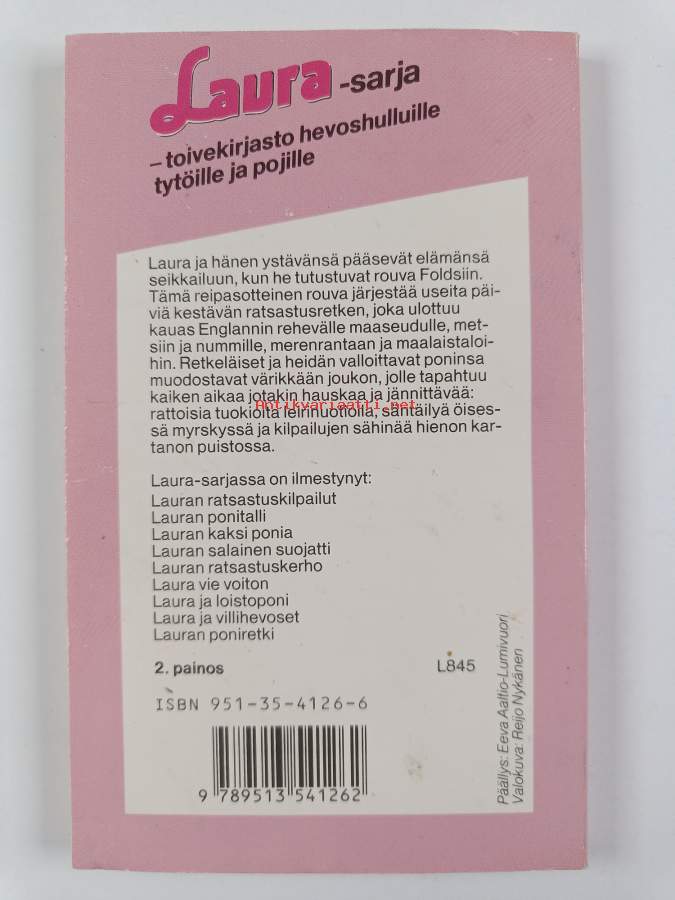 Laura -sarja
– toivekirjasto hevoshulluille
tytöille ja pojille
Laura ja hänen ystävänsä pääsevät elämänsä
seikkailuun, kun he tutustuvat rouva Foldsiin.
Tämä reipasotteinen rouva järjestää useita päi-
viä kestävän ratsastusretken, joka ulottuu
kauas Englannin rehevälle maaseudulle, met-
siin ja nummille, merenrantaan ja maalaistaloi-
hin. Retkeläiset ja heidän valloittavat poninsa
muodostavat värikkään joukon, jolle tapahtuu
kaiken aikaa jotakin hauskaa ja jännittävää:
rattoisia tuokioita leirinuotiolla, säntäilyä öises-
sä myrskyssä ja kilpailujen sähinää hienon kar-
tanon puistossa.
Antikvariaatti.net
Laura-sarjassa on ilmestynyt:
Lauran ratsastuskilpailut
Lauran ponitalli
Lauran kaksi ponia
Lauran salainen suojatti
Lauran ratsastuskerho
Laura vie voiton
Laura ja loistoponi
Laura ja villihevoset
Lauran poniretki
2. painos
L845
ISBN 951-35-4126-6
9 789513 541262
Päällys: Eeva Aaltio-Lumivuori
Valokuva: Reijo Nykänen